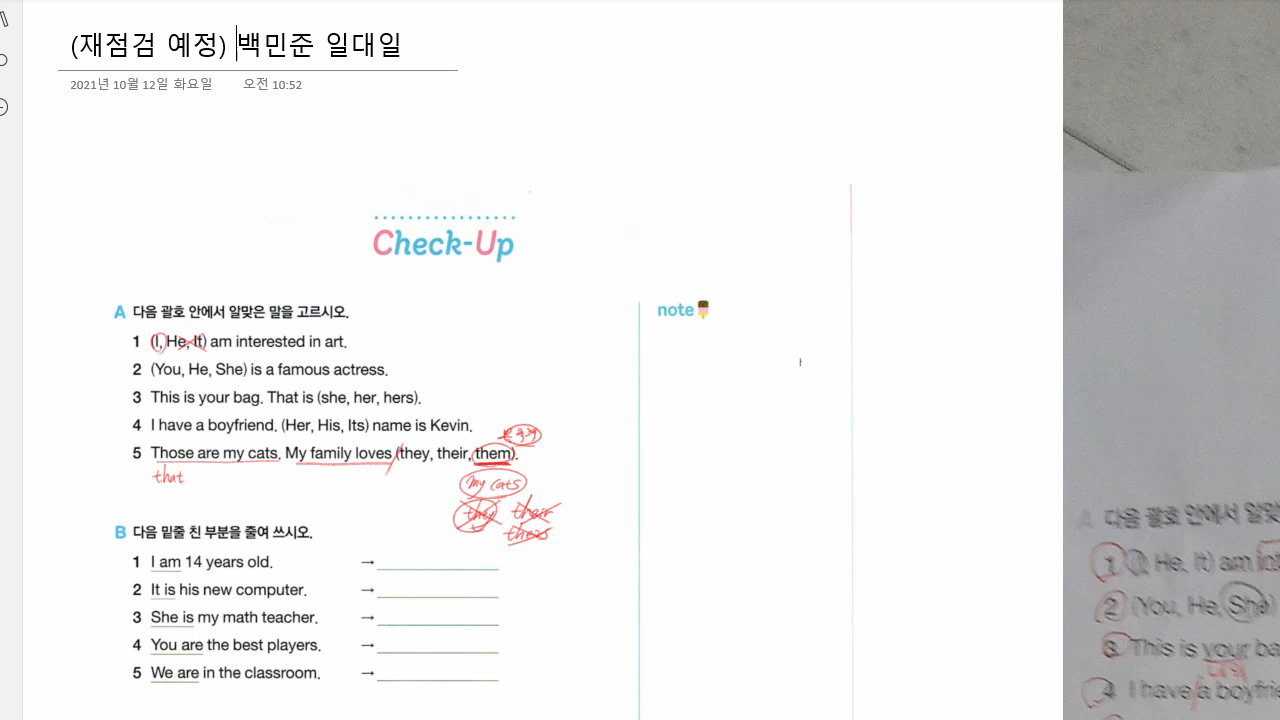 (재점검 예정) 백민준 일대일
2021년 10월 12일 화요일 오전 10:52
Check-Up
A 다음 괄호 안에서 알맞은 말을 고르시오.
1 (I, He, It) am interested in art.
2 (You, He, She) is a famous actress.
3 This is your bag. That is (she, her, hers).
4 I have a boyfriend. (Her, His, Its) name is Kevin.
5 Those are my cats. My family loves (they, their, them).
that
my cats
they their
theirs
B 다음 밑줄 친 부분을 줄여 쓰시오.
1 I am 14 years old. →
2 It is his new computer. →
3 She is my math teacher. →
4 You are the best players. →
5 We are in the classroom. →
note
A 다음 괄호 안에서 알맞
1 (I, He, It) am
2 (You, He, She)
3 This is your
4 I have a